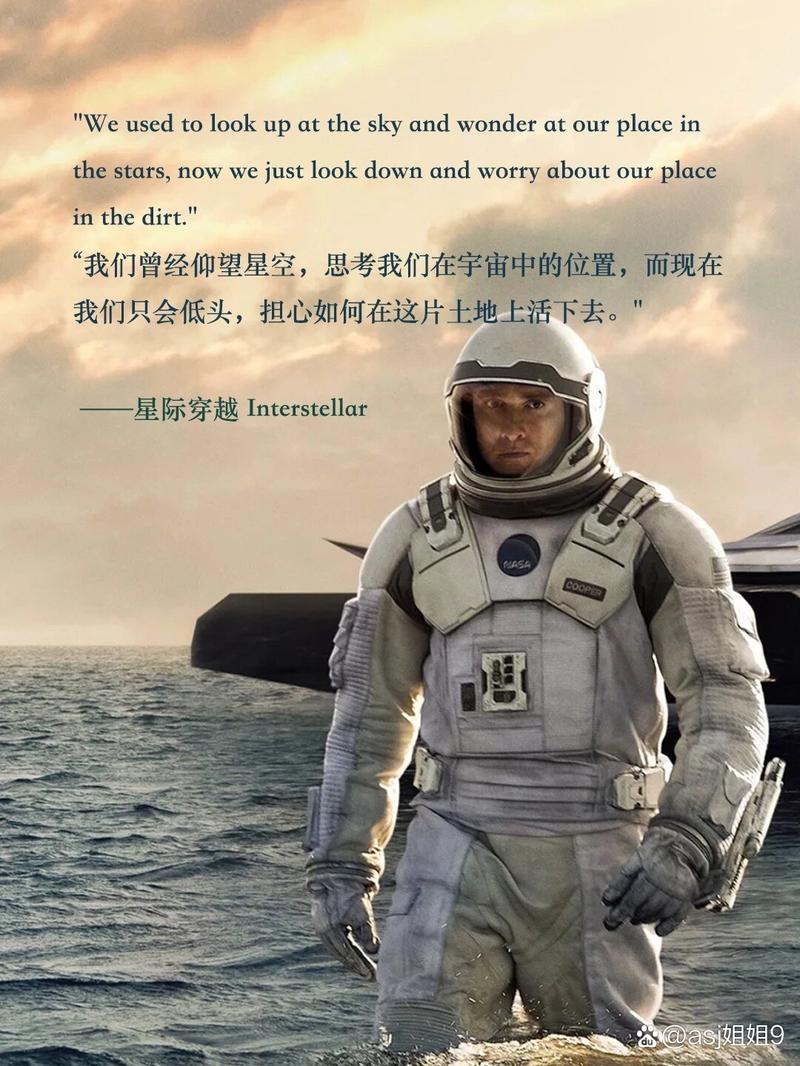 "We used to look up at the sky and wonder at our place in
the stars, now we just look down and worry about our place
in the dirt."
“我们曾经仰望星空，思考我们在宇宙中的位置，而现在
我们只会低头，担心如何在这片土地上活下去。"
——星际穿越 Interstellar
NASA
COOPER
du @asj姐姐9